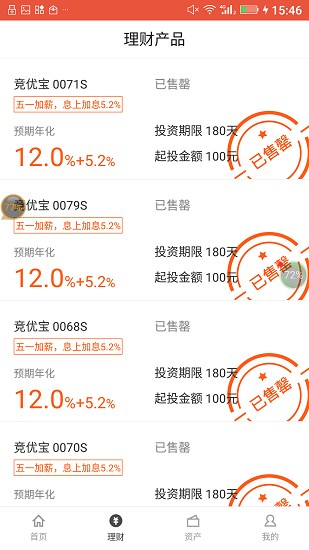 15:46
理财产品
竞优宝 0071S 已售罄
五一加薪，息上加息5.2%
预期年化 投资期限 180天
12.0%+5.2% 起投金额 100元
已售罄
竞优宝 0079S 已售罄
五一加薪，息上加息5.2%
预期年化 投资期限 180天
12.0%+5.2% 起投金额 100元
已售罄
72%
竞优宝 0068S 已售罄
五一加薪，息上加息5.2%
预期年化 投资期限 180天
12.0%+5.2% 起投金额 100元
已售罄
竞优宝 0070S 已售罄
五一加薪，息上加息5.2%
预期年化 投资期限 180天
12.0%+5.2% 起投金额 100元
首页 理财 资产 我的